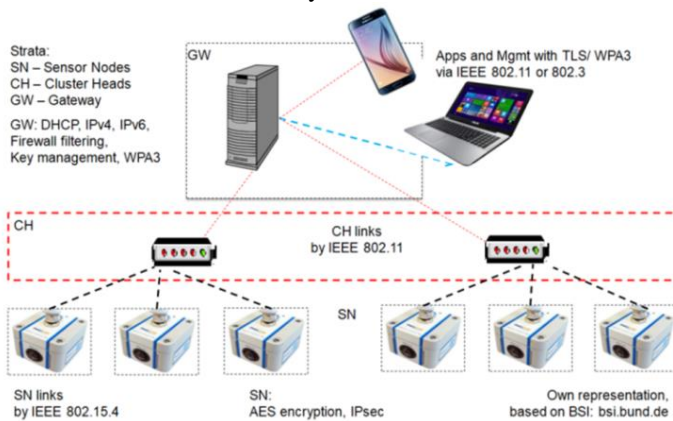 Strata:
SN – Sensor Nodes
CH – Cluster Heads
GW – Gateway
GW: DHCP, IPv4, IPv6,
Firewall filtering,
Key management, WPA3
GW
Apps and Mgmt with TLS/ WPA3
via IEEE 802.11 or 802.3
CH
CH links
by IEEE 802.11
SN
SN links
by IEEE 802.15.4
SN:
AES encryption, IPsec
Own representation,
based on BSI: bsi.bund.de